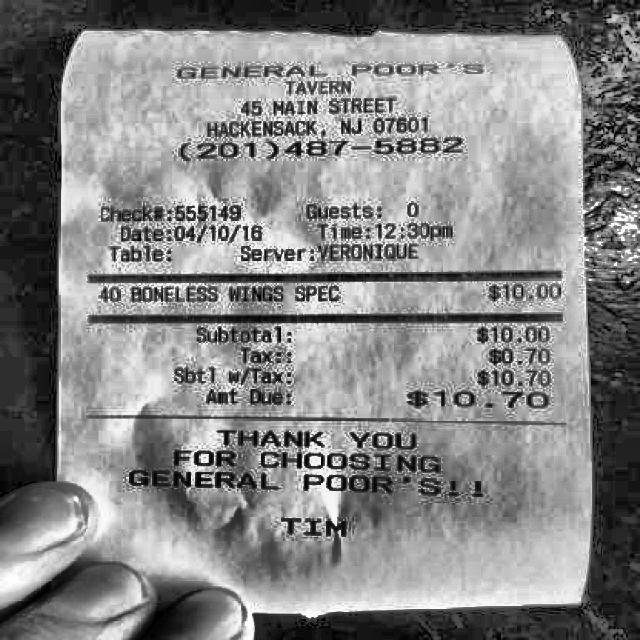 GENERAL POOR'S
TAVERN
45 MAIN STREET
HACKENSACK, NJ 07601
(201)487-5882
Check#:555149 Guests: 0
Date:04/10/16 Time:12:30pm
Table: Server:VERONIQUE
40 BONELESS WINGS SPEC $10.00
Subtotal: $10.00
Tax:: $0.70
Sbtl w/Tax: $10.70
Amt Due: $10.70
THANK YOU
FOR CHOOSING
GENERAL POOR'S!!
TIM